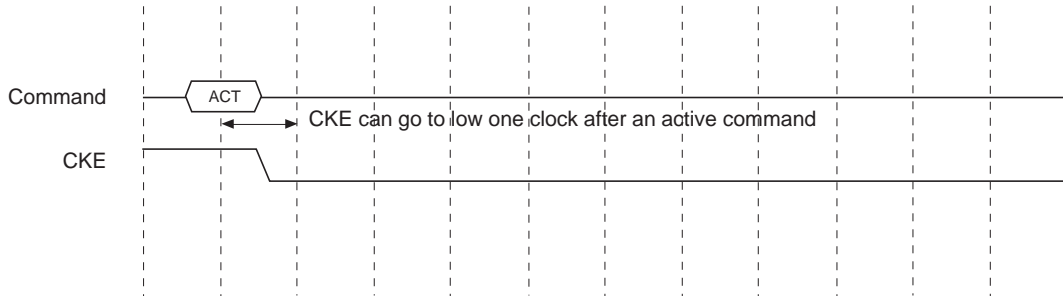 Command
ACT
CKE can go to low one clock after an active command
CKE